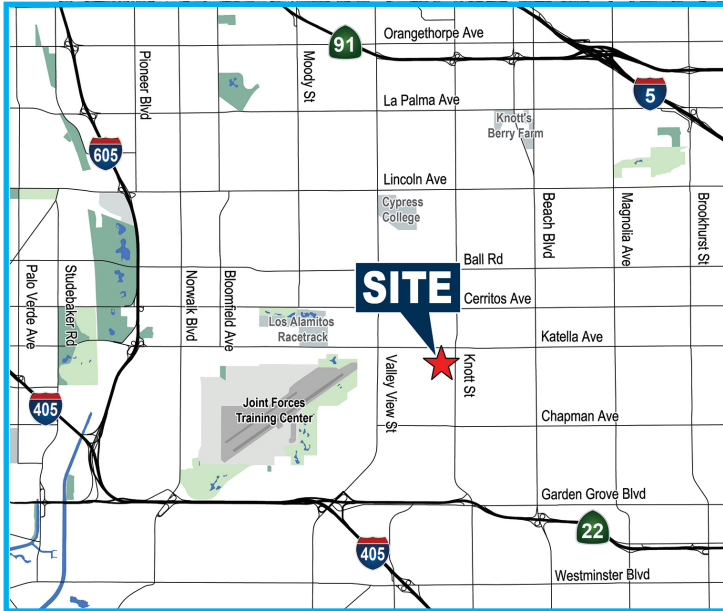 Orangethorpe Ave
91
Pioneer Blvd
Moody St
5
La Palma Ave
Knott's
Berry Farm
605
Lincoln Ave
Cypress
College
Beach Blvd
Magnolia Ave
Brookhurst St
Ball Rd
Palo Verde Ave
Studebaker Rd
Norwalk Blvd
Bloomfield Ave
SITE
Cerritos Ave
Los Alamitos
Racetrack
Katella Ave
Valley View St
Knott St
405
Joint Forces
Training Center
Chapman Ave
Garden Grove Blvd
22
405
Westminster Blvd